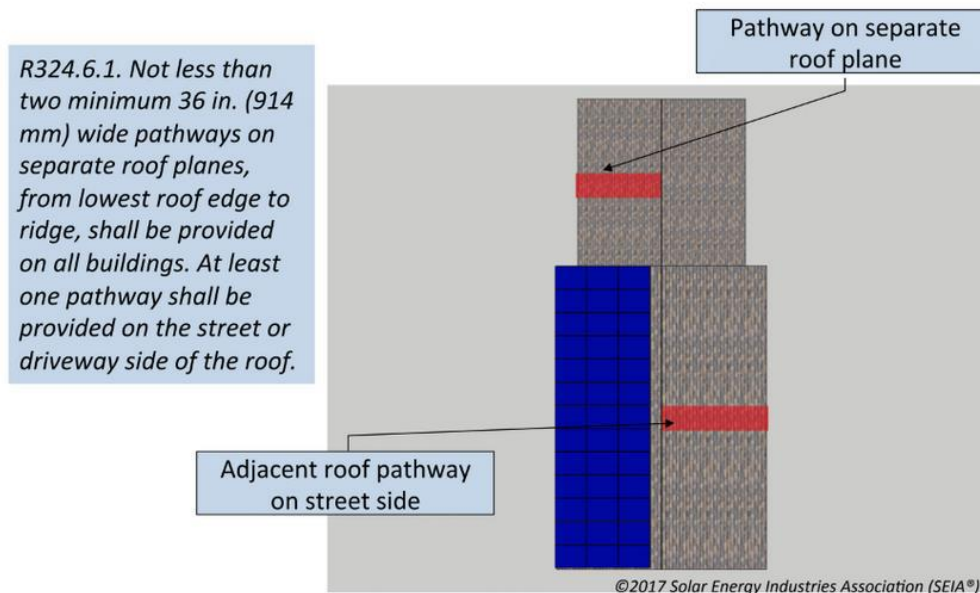 Pathway on separate
roof plane
R324.6.1. Not less than
two minimum 36 in. (914
mm) wide pathways on
separate roof planes,
from lowest roof edge to
ridge, shall be provided
on all buildings. At least
one pathway shall be
provided on the street or
driveway side of the roof.
Adjacent roof pathway
on street side
©2017 Solar Energy Industries Association (SEIA®)